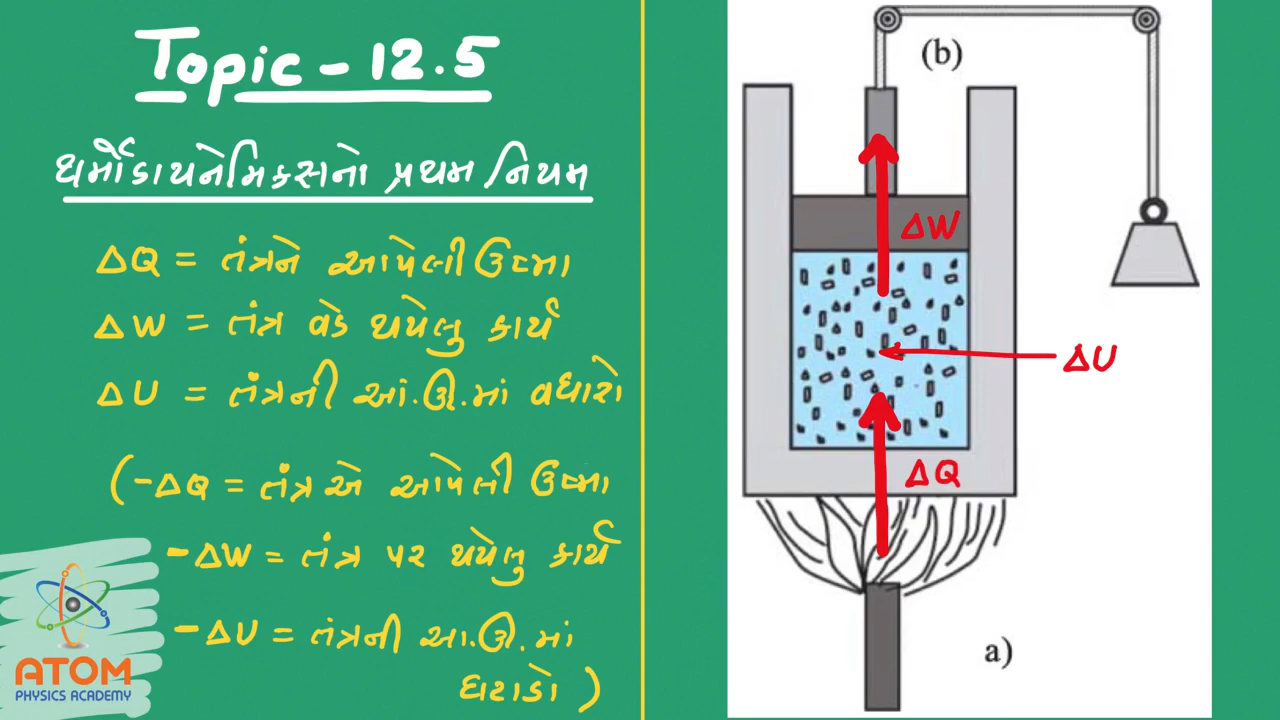 Topic - 12.5
થર્મોડાયનેમિકસનો પ્રથમ નિયમ
ΔQ = તંત્રને આપેલી ઉષ્મા
ΔW = તંત્ર વડે થયેલુ કાર્ય
ΔU = તંત્રની આં.ઊ.માં વધારો
(-ΔQ = તંત્ર એ આપેલી ઉષ્મા
-ΔW = તંત્ર પર થયેલુ કાર્ય
-ΔU = તંત્રની આ.ઊ.માં
ઘટાડો )
ATOM
PHYSICS ACADEMY
(b)
ΔW
ΔU
ΔQ
a)